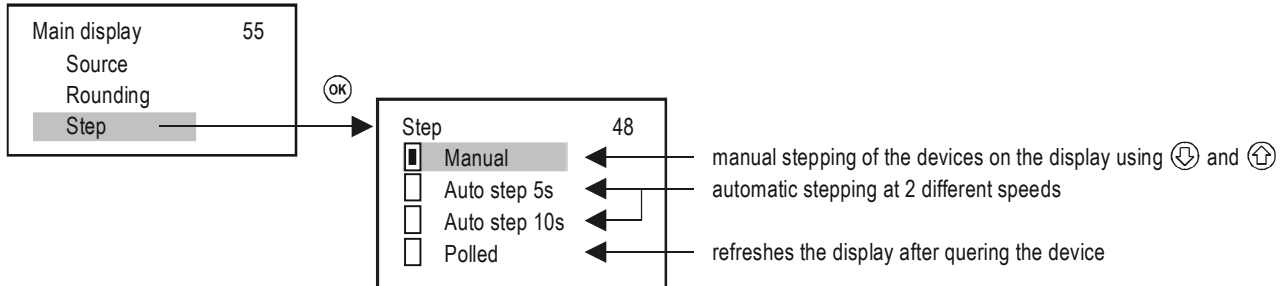 Main display 55
Source
Rounding
Step
OK
Step 48
Manual
Auto step 5s
Auto step 10s
Polled
manual stepping of the devices on the display using and
automatic stepping at 2 different speeds
refreshes the display after quering the device